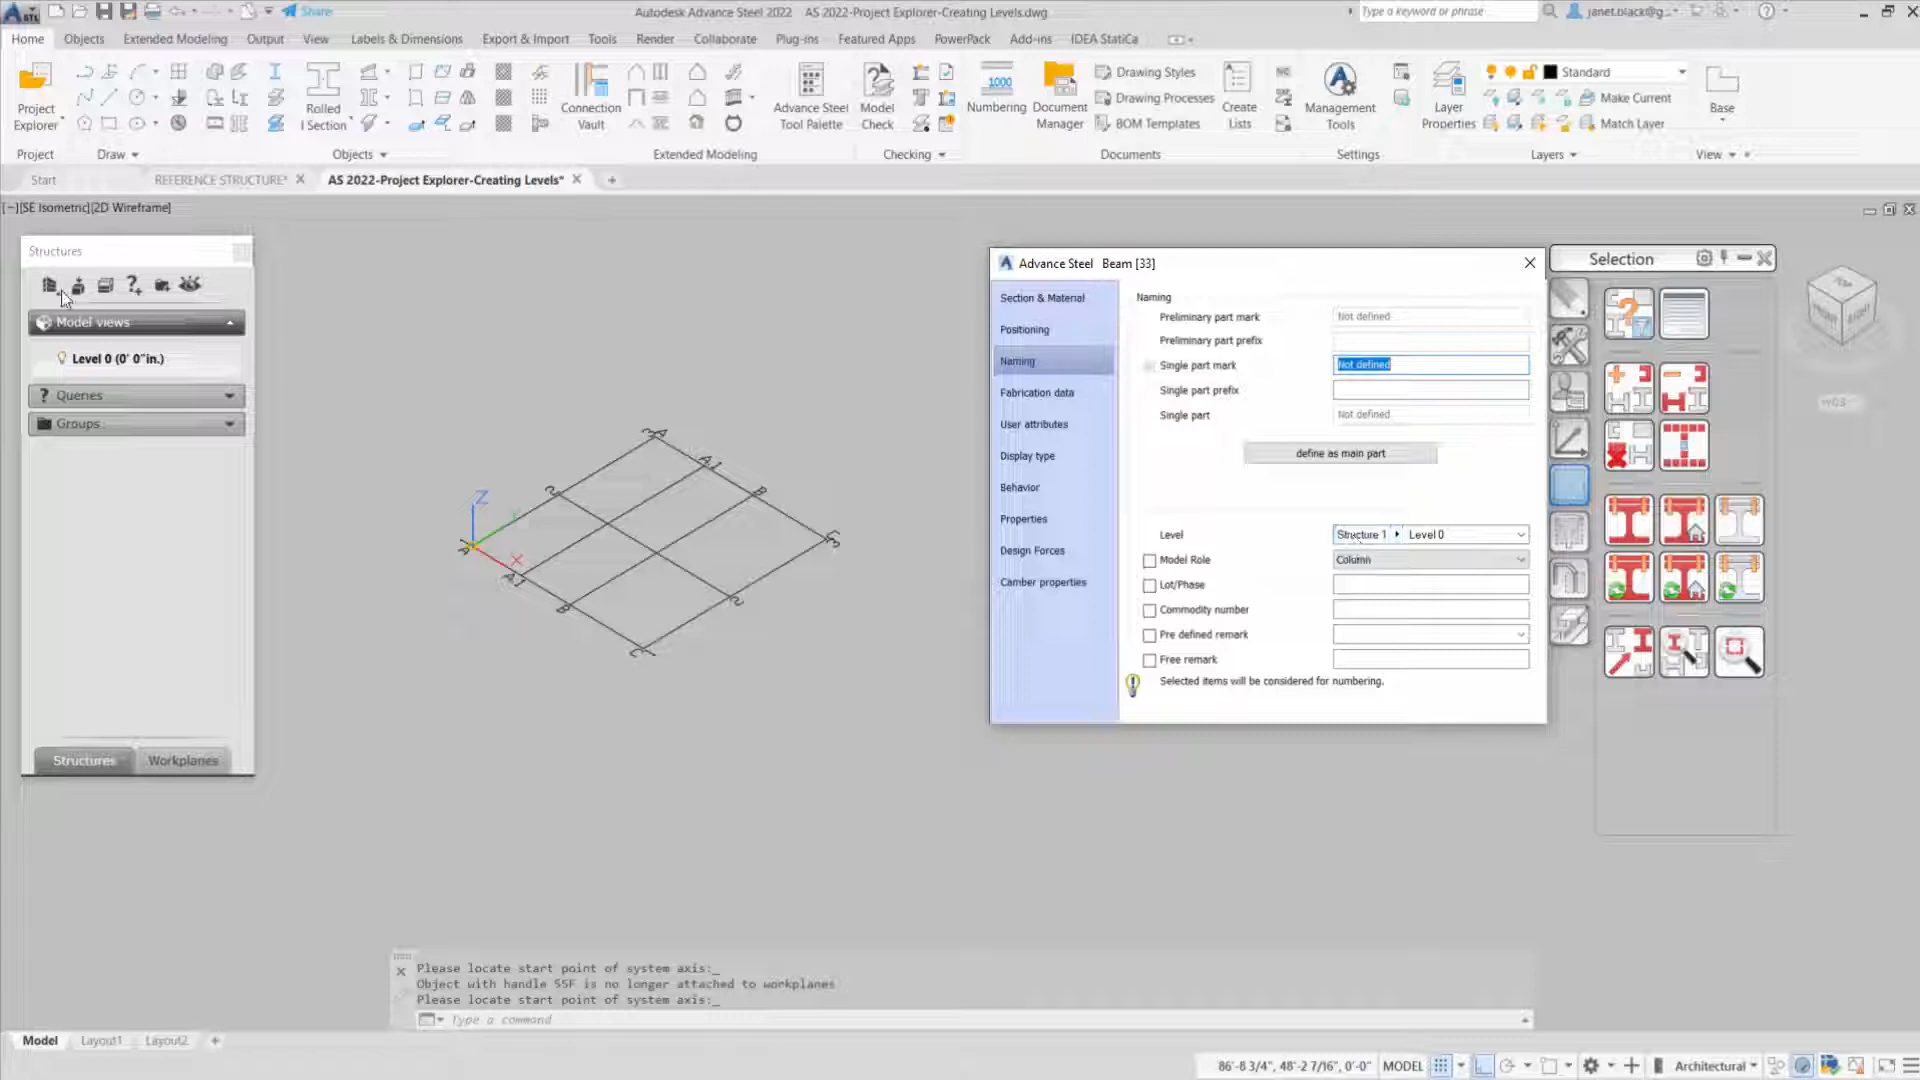 Share
Autodesk Advance Steel 2022 AS 2022-Project Explorer-Creating Levels.dwg
Type a keyword or phrase
janet.black@g...
Home Objects Extended Modeling Output View Labels & Dimensions Export & Import Tools Render Collaborate Plug-ins Featured Apps PowerPack Add-ins IDEA StatiCa
Project Explorer
Rolled I Section
Connection Vault
Advance Steel Tool Palette
Model Check
1000
Numbering
Document Manager
Drawing Styles
Drawing Processes
BOM Templates
Create Lists
Management Tools
Layer Properties
Standard
Make Current
Match Layer
Base
Project Draw Objects Extended Modeling Checking Documents Settings Layers View
Start REFERENCE STRUCTURE* AS 2022-Project Explorer-Creating Levels*
[−][SE Isometric][2D Wireframe]
Structures
Model views
Level 0 (0' 0"in.)
Queries
Groups
Structures Workplanes
Z
X
A
A.1
B
2
A
A.1
B
2
C
Advance Steel Beam [33]
Section & Material
Positioning
Naming
Fabrication data
User attributes
Display type
Behavior
Properties
Design Forces
Camber properties
Naming
Preliminary part mark Not defined
Preliminary part prefix
Single part mark Not defined
Single part prefix
Single part Not defined
define as main part
Level Structure 1 Level 0
Model Role Column
Lot/Phase
Commodity number
Pre defined remark
Free remark
Selected items will be considered for numbering.
Selection
FRONT RIGHT
Please locate start point of system axis:_
Object with handle 55F is no longer attached to workplanes
Please locate start point of system axis:_
Type a command
Model Layout1 Layout2
86'-8 3/4", 48'-2 7/16", 0'-0" MODEL Architectural